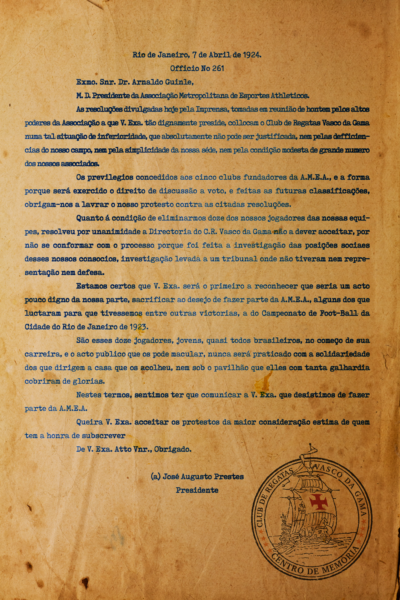 Rio de Janeiro, 7 de Abril de 1924.
Officio No 261
Exmo. Snr. Dr. Arnaldo Guinle,
M. D. Presidente da Associação Metropolitana de Esportes Athleticos.
As resoluções divulgadas hoje pela Imprensa, tomadas em reunião de hontem pelos altos
poderes da Associação a que V. Exa. tão dignamente preside, collocam o Club de Regatas Vasco da Gama
numa tal situação de inferioridade, que absolutamente não pode ser justificada, nem pelas defficien-
cias do nosso campo, nem pela simplicidade da nossa séde, nem pela condição modesta de grande numero
dos nossos associados.
Os previlegios concedidos aos cinco clubs fundadores da A.M.E.A., e a forma
porque será exercido o direito de discussão a voto, e feitas as futuras classificações,
obrigam-nos a lavrar o nosso protesto contra as citadas resoluções.
Quanto á condição de eliminarmos doze dos nossos jogadores das nossas equi-
pes, resolveu por unanimidade a Directoria do C.R. Vasco da Gama não a dever acceitar, por
não se conformar com o processo porque foi feita a investigação das posições sociaes
desses nossos consocios, investigação levada a um tribunal onde não tiveram nem repre-
sentação nem defesa.
Estamos certos que V. Exa. será o primeiro a reconhecer que seria um acto
pouco digno da nossa parte, sacrificar ao desejo de fazer parte da A.M.E.A., alguns dos que
luctaram para que tivessemos entre outras victorias, a do Campeonato de Foot-Ball da
Cidade do Rio de Janeiro de 1923.
São esses doze jogadores, jovens, quasi todos brasileiros, no começo de sua
carreira, e o acto publico que os pode macular, nunca será praticado com a solidariedade
dos que dirigem a casa que os acolheu, nem sob o pavilhão que elles com tanta galhardia
cobriram de glorias.
Nestes termos, sentimos ter que comunicar a V. Exa. que desistimos de fazer
parte da A.M.E.A.
Queira V. Exa. acceitar os protestos da maior consideração estima de quem
tem a honra de subscrever
De V. Exa. Atto Vnr., Obrigado.
(a) José Augusto Prestes
Presidente
CLUB DE REGATAS VASCO DA GAMA
CENTRO DE MEMÓRIA